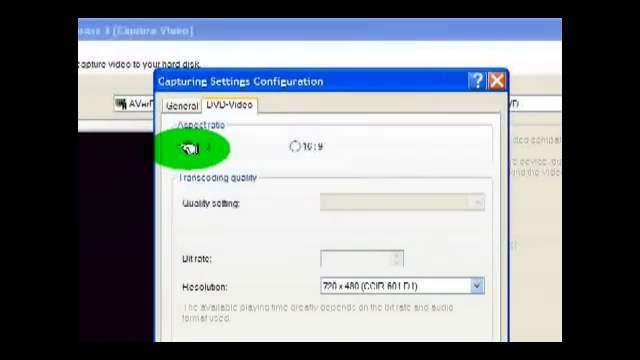 [Capture Video]
capture video to your hard disk.
Capturing Settings Configuration
General
DVD-Video
Aspect ratio
16:9
Transcoding quality
Quality setting:
Bit rate:
Resolution:
720 x 480 (CCIR-601 D1)
The available playing time greatly depends on the bit rate and audio
format used.